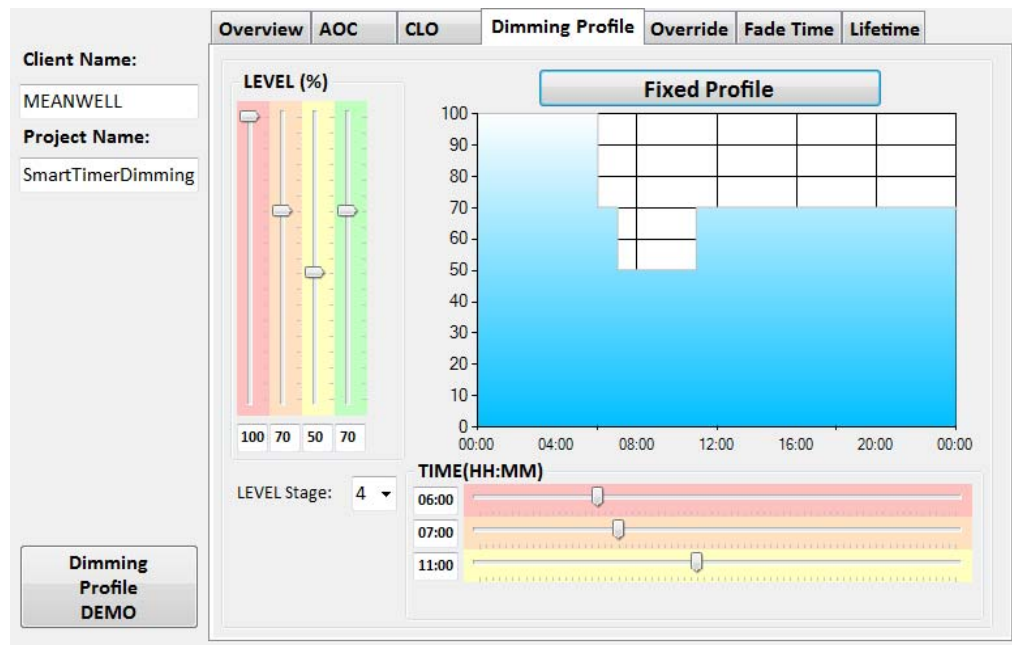 Overview AOC CLO Dimming Profile Override Fade Time Lifetime
Client Name:
MEANWELL
Project Name:
SmartTimerDimming
LEVEL (%)
100 70 50 70
LEVEL Stage: 4
Fixed Profile
100
90
80
70
60
50
40
30
20
10
0
00:00 04:00 08:00 12:00 16:00 20:00 00:00
TIME(HH:MM)
06:00
07:00
11:00
Dimming
Profile
DEMO